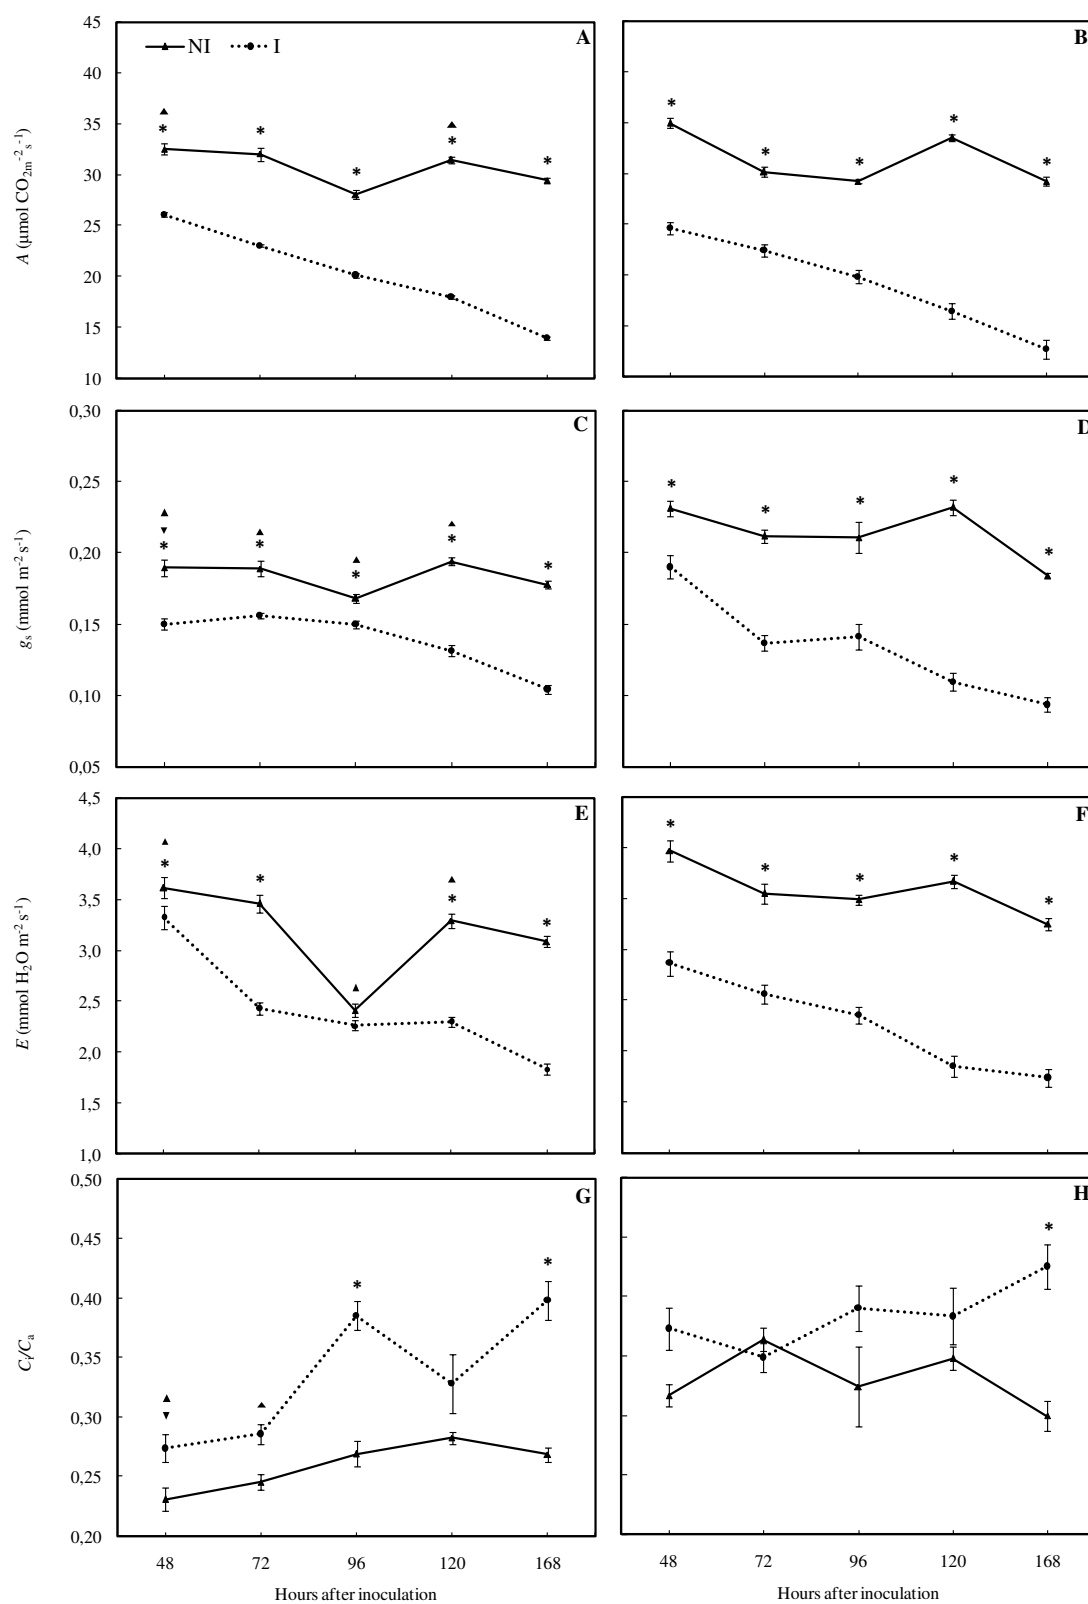 NI I A
45
40
35
30
25
20
15
10
A (μmol CO2m-2 s-1)
* * * * *
B
* * * * *
C
0,30
0,25
0,20
0,15
0,10
0,05
gs (mmol m-2 s-1)
* * * * *
D
* * * * *
E
4,5
4,0
3,5
3,0
2,5
2,0
1,5
1,0
E (mmol H2O m-2 s-1)
* * * *
F
* * * * *
G
0,50
0,45
0,40
0,35
0,30
0,25
0,20
Ci/Ca
* *
H
*
48 72 96 120 168
Hours after inoculation
48 72 96 120 168
Hours after inoculation